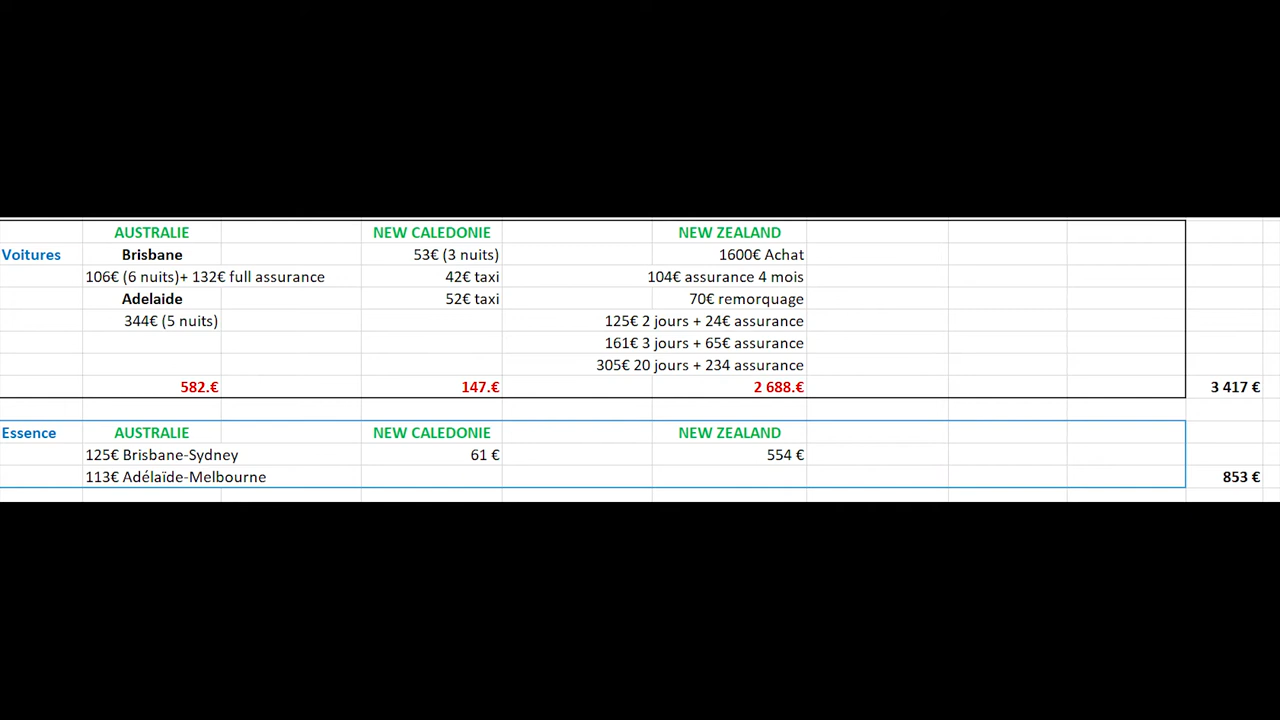 AUSTRALIE NEW CALEDONIE NEW ZEALAND
Voitures Brisbane 53€ (3 nuits) 1600€ Achat
106€ (6 nuits)+ 132€ full assurance 42€ taxi 104€ assurance 4 mois
Adelaide 52€ taxi 70€ remorquage
344€ (5 nuits) 125€ 2 jours + 24€ assurance
161€ 3 jours + 65€ assurance
305€ 20 jours + 234 assurance
582.€ 147.€ 2 688.€ 3 417 €
Essence AUSTRALIE NEW CALEDONIE NEW ZEALAND
125€ Brisbane-Sydney 61 € 554 €
113€ Adélaïde-Melbourne 853 €